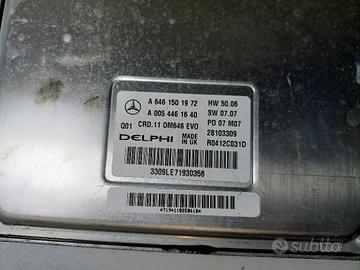 A 646 150 19 72 HW 50.06
A 005 446 16 40 SW 07.07
Q01 CRD.11 OM646 EVO PD 07 M07
DELPHI MADE IN UK 28103309
R0412C031D
3309LE71930356
subito